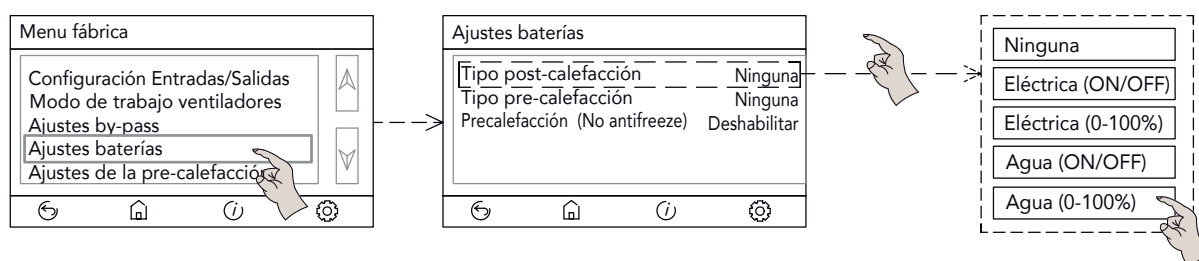 Menu fábrica
Configuración Entradas/Salidas
Modo de trabajo ventiladores
Ajustes by-pass
Ajustes baterías
Ajustes de la pre-calefacción
Ajustes baterías
Tipo post-calefacción Ninguna
Tipo pre-calefacción Ninguna
Precalefacción (No antifreeze) Deshabilitar
Ninguna
Eléctrica (ON/OFF)
Eléctrica (0-100%)
Agua (ON/OFF)
Agua (0-100%)